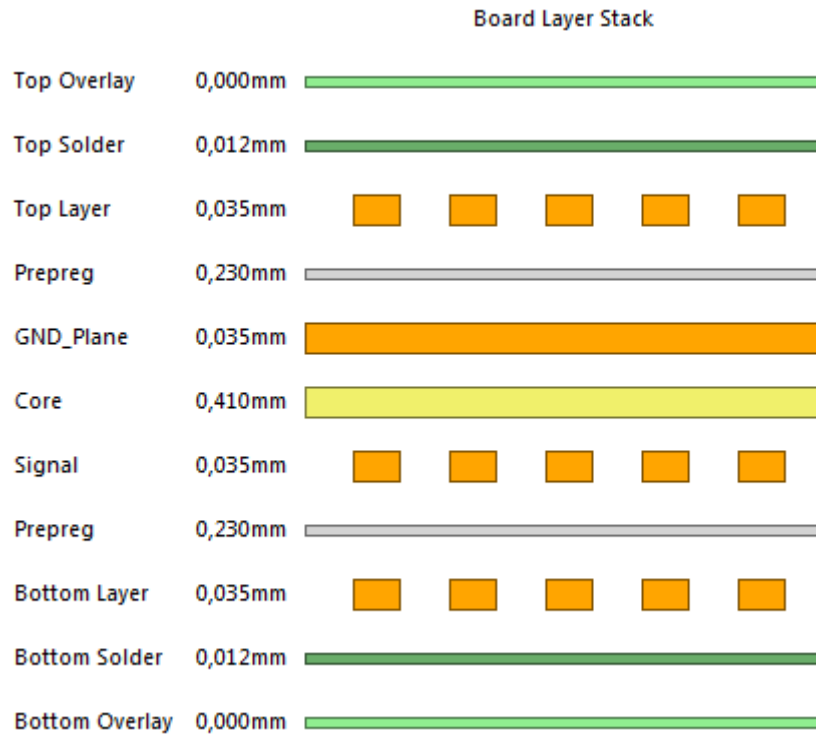 Board Layer Stack
Top Overlay 0,000mm
Top Solder 0,012mm
Top Layer 0,035mm
Prepreg 0,230mm
GND_Plane 0,035mm
Core 0,410mm
Signal 0,035mm
Prepreg 0,230mm
Bottom Layer 0,035mm
Bottom Solder 0,012mm
Bottom Overlay 0,000mm